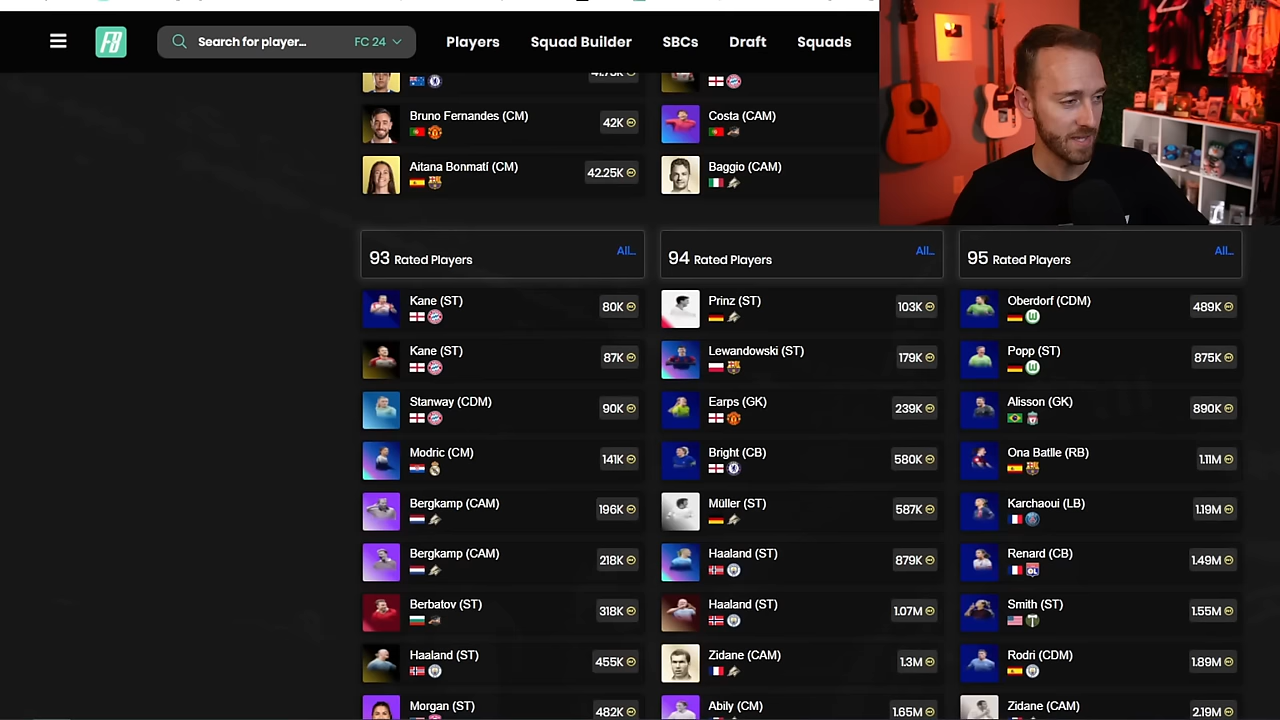 FB
Search for player...
FC 24
Players
Squad Builder
SBCs
Draft
Squads
41.75K
Bruno Fernandes (CM)
42K
Costa (CAM)
Aitana Bonmatí (CM)
42.25K
Baggio (CAM)
93 Rated Players
All...
94 Rated Players
All...
95 Rated Players
All...
Kane (ST)
80K
Prinz (ST)
103K
Oberdorf (CDM)
489K
Kane (ST)
87K
Lewandowski (ST)
179K
Popp (ST)
875K
Stanway (CDM)
90K
Earps (GK)
239K
Alisson (GK)
890K
Modric (CM)
141K
Bright (CB)
580K
Ona Batlle (RB)
1.11M
Bergkamp (CAM)
196K
Müller (ST)
587K
Karchaoui (LB)
1.19M
Bergkamp (CAM)
218K
Haaland (ST)
879K
Renard (CB)
1.49M
Berbatov (ST)
318K
Haaland (ST)
1.07M
Smith (ST)
1.55M
Haaland (ST)
455K
Zidane (CAM)
1.3M
Rodri (CDM)
1.89M
Morgan (ST)
482K
Abily (CM)
1.65M
Zidane (CAM)
2.19M